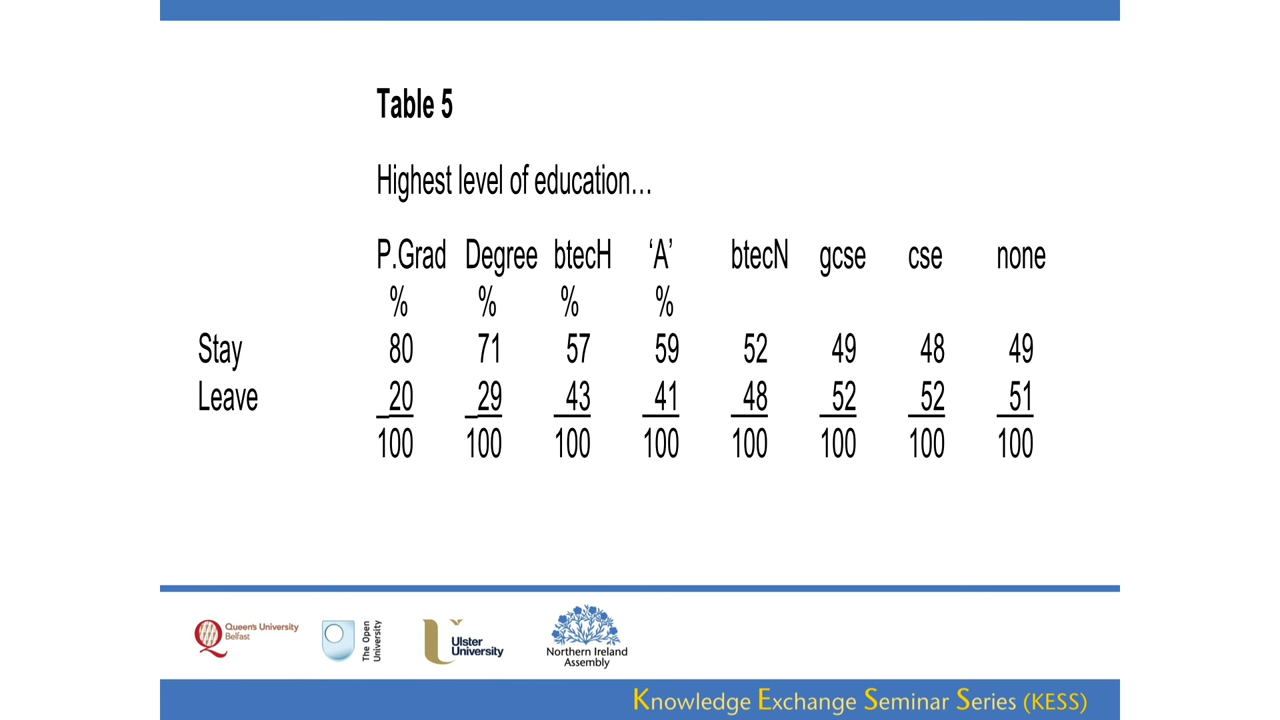 Table 5
Highest level of education…
P.Grad Degree btecH ‘A’ btecN gcse cse none
% % % %
Stay 80 71 57 59 52 49 48 49
Leave 20 29 43 41 48 52 52 51
100 100 100 100 100 100 100 100
Queen's University
Belfast
The Open
University
Ulster
University
Northern Ireland
Assembly
Knowledge Exchange Seminar Series (KESS)